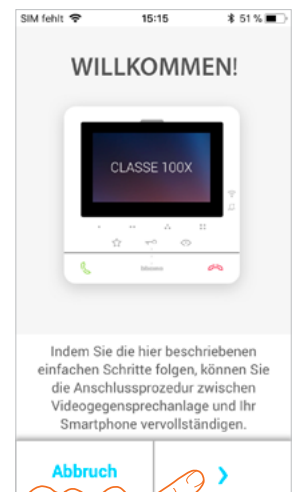 SIM fehlt 15:15 51 %
WILLKOMMEN!
CLASSE 100X
Indem Sie die hier beschriebenen
einfachen Schritte folgen, können Sie
die Anschlussprozedur zwischen
Videogegensprechanlage und Ihr
Smartphone vervollständigen.
Abbruch